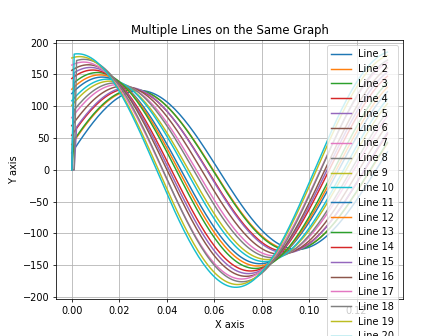 Multiple Lines on the Same Graph
200
150
100
50
0
−50
−100
−150
−200
Y axis
0.00
0.02
0.04
0.06
0.08
0.10
X axis
Line 1
Line 2
Line 3
Line 4
Line 5
Line 6
Line 7
Line 8
Line 9
Line 10
Line 11
Line 12
Line 13
Line 14
Line 15
Line 16
Line 17
Line 18
Line 19
Line 20